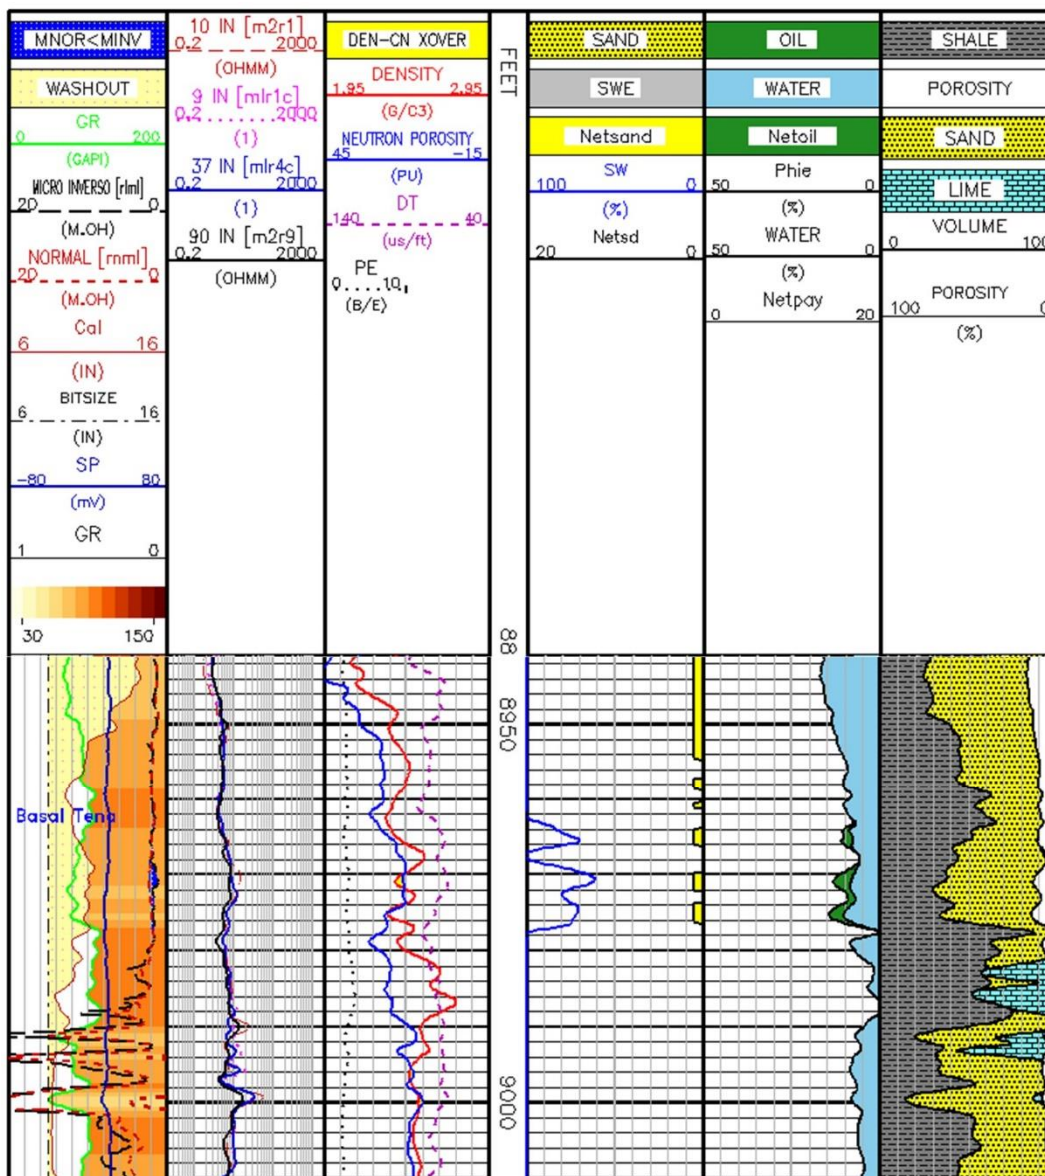 MNOR<MINV
WASHOUT
GR
0 200
(GAPI)
MICRO INVERSO [rlml]
20 0
(M.OH)
NORMAL [rnml]
20 0
(M.OH)
Cal
6 16
(IN)
BITSIZE
6 16
(IN)
SP
-80 80
(mV)
GR
1 0
30 150
10 IN [m2r1]
0.2 2000
(OHMM)
9 IN [mlr1c]
0.2 2000
(1)
37 IN [mlr4c]
0.2 2000
(1)
90 IN [m2r9]
0.2 2000
(OHMM)
DEN-CN XOVER
DENSITY
1.95 2.95
(G/C3)
NEUTRON POROSITY
45 -15
(PU)
DT
140 40
(us/ft)
PE
0 10
(B/E)
FEET
88
8950
9000
SAND
SWE
Netsand
SW
100 0
(%)
Netsd
20 0
OIL
WATER
Netoil
Phie
50 0
(%)
WATER
50 0
(%)
Netpay
0 20
SHALE
POROSITY
SAND
LIME
VOLUME
0 100
POROSITY
100 0
(%)
Basal Tena